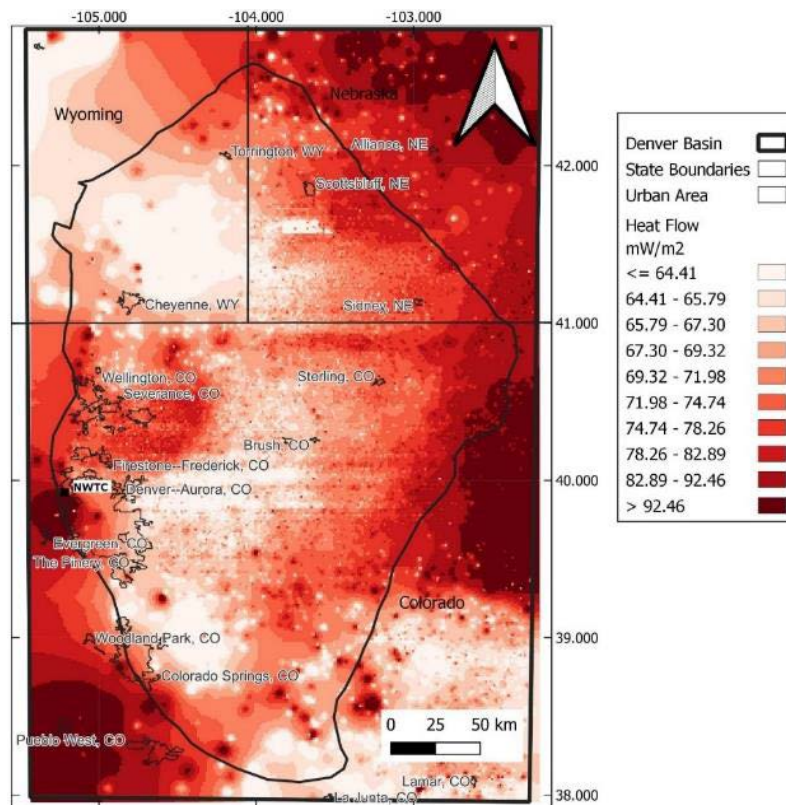 -105.000 -104.000 -103.000
Wyoming
Nebraska
Torrington, WY
Alliance, NE
42.000
Scottsbluff, NE
Cheyenne, WY
Sidney, NE
41.000
Wellington, CO
Sterling, CO
Severance, CO
Brush, CO
Firestone--Frederick, CO
40.000
NWTC
Denver--Aurora, CO
Evergreen, CO
The Pinery, CO
Colorado
39.000
Woodland Park, CO
Colorado Springs, CO
0 25 50 km
Pueblo West, CO
Lamar, CO
La Junta, CO
38.000
Denver Basin
State Boundaries
Urban Area
Heat Flow
mW/m2
<= 64.41
64.41 - 65.79
65.79 - 67.30
67.30 - 69.32
69.32 - 71.98
71.98 - 74.74
74.74 - 78.26
78.26 - 82.89
82.89 - 92.46
> 92.46